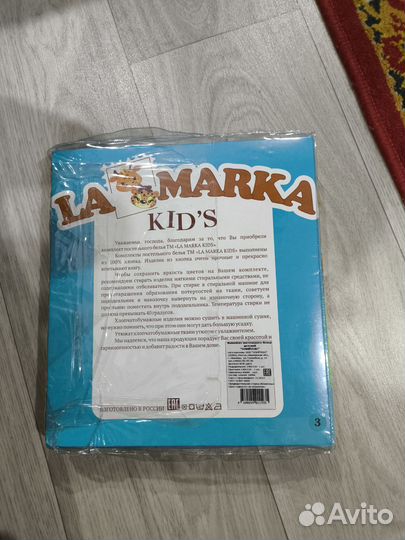 LA MARKA
KID'S
Уважаемые господа, благодарим за то, что Вы приобрели
комплект постельного белья ТМ «LA MARKA KIDS».
Комплекты постельного белья ТМ «LA MARKA KIDS» выполнены
из 100% хлопка. Изделия из хлопка очень прочные и прекрасно
впитывают влагу.
Чтобы сохранить яркость цветов на Вашем комплекте,
рекомендуем стирать изделия мягкими стиральными средствами, не
содержащими отбеливатель. При стирке в стиральной машине для
предотвращения образования потертостей на ткани, советуем
пододеяльник и наволочку вывернуть на изнаночную сторону, а
простыню поместить внутрь пододеяльника. Температура стирки не
должна превышать 40 градусов.
Хлопчатобумажные изделия можно сушить в машинной сушке,
но нужно помнить, что при этом они могут дать большую усадку.
Утюжат хлопчатобумажные ткани утюгом с увлажнителем.
Мы надеемся, что наша продукция порадует Вас своей красотой и
гармоничностью и добавит радости в Вашем доме.
ИЗГОТОВЛЕНО В РОССИИ EAC
3
Avito